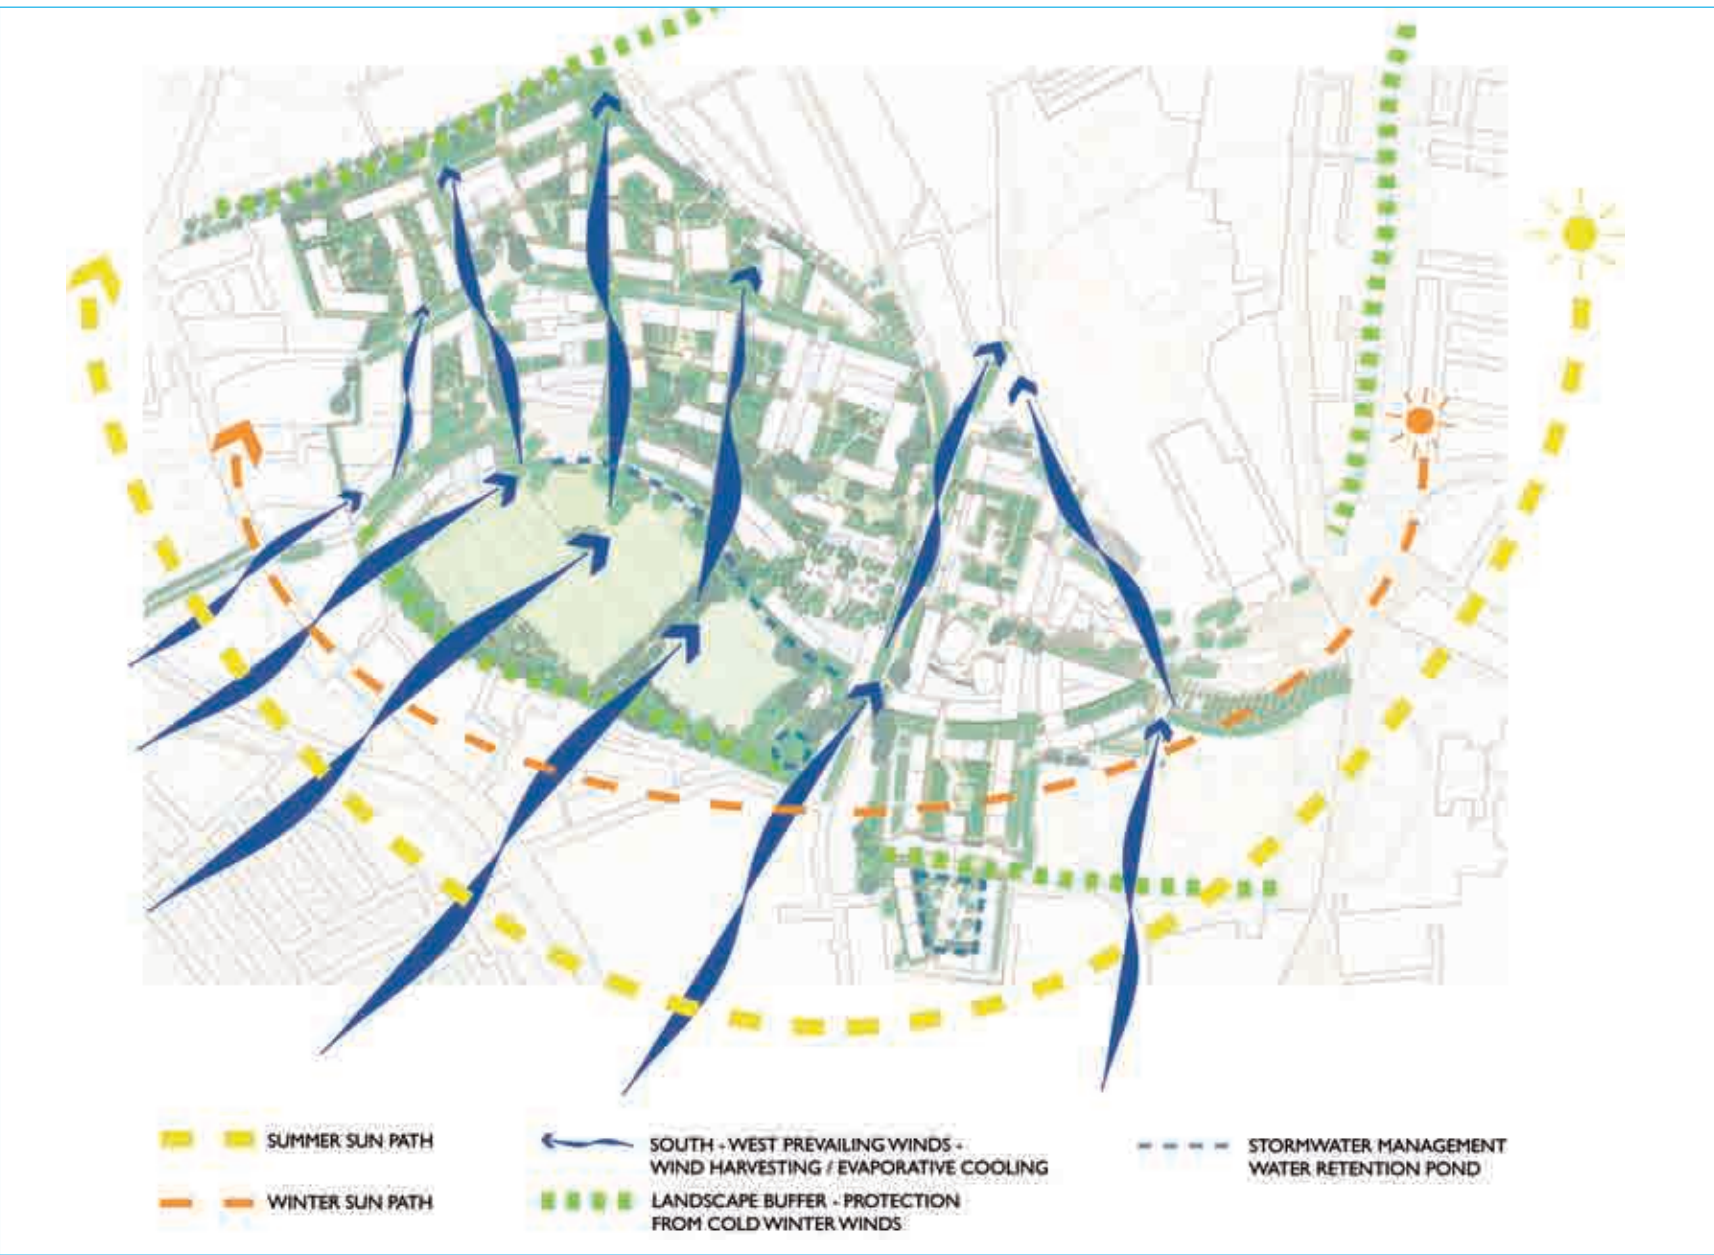 SUMMER SUN PATH
WINTER SUN PATH
SOUTH - WEST PREVAILING WINDS -
WIND HARVESTING / EVAPORATIVE COOLING
LANDSCAPE BUFFER - PROTECTION
FROM COLD WINTER WINDS
STORMWATER MANAGEMENT
WATER RETENTION POND